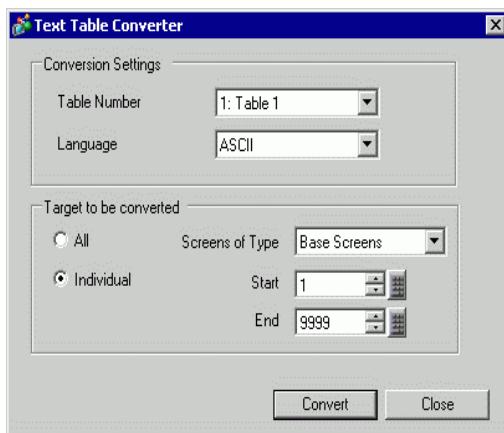 Text Table Converter
Conversion Settings
Table Number 1: Table 1
Language ASCII
Target to be converted
All Screens of Type Base Screens
Individual Start 1
End 9999
Convert Close